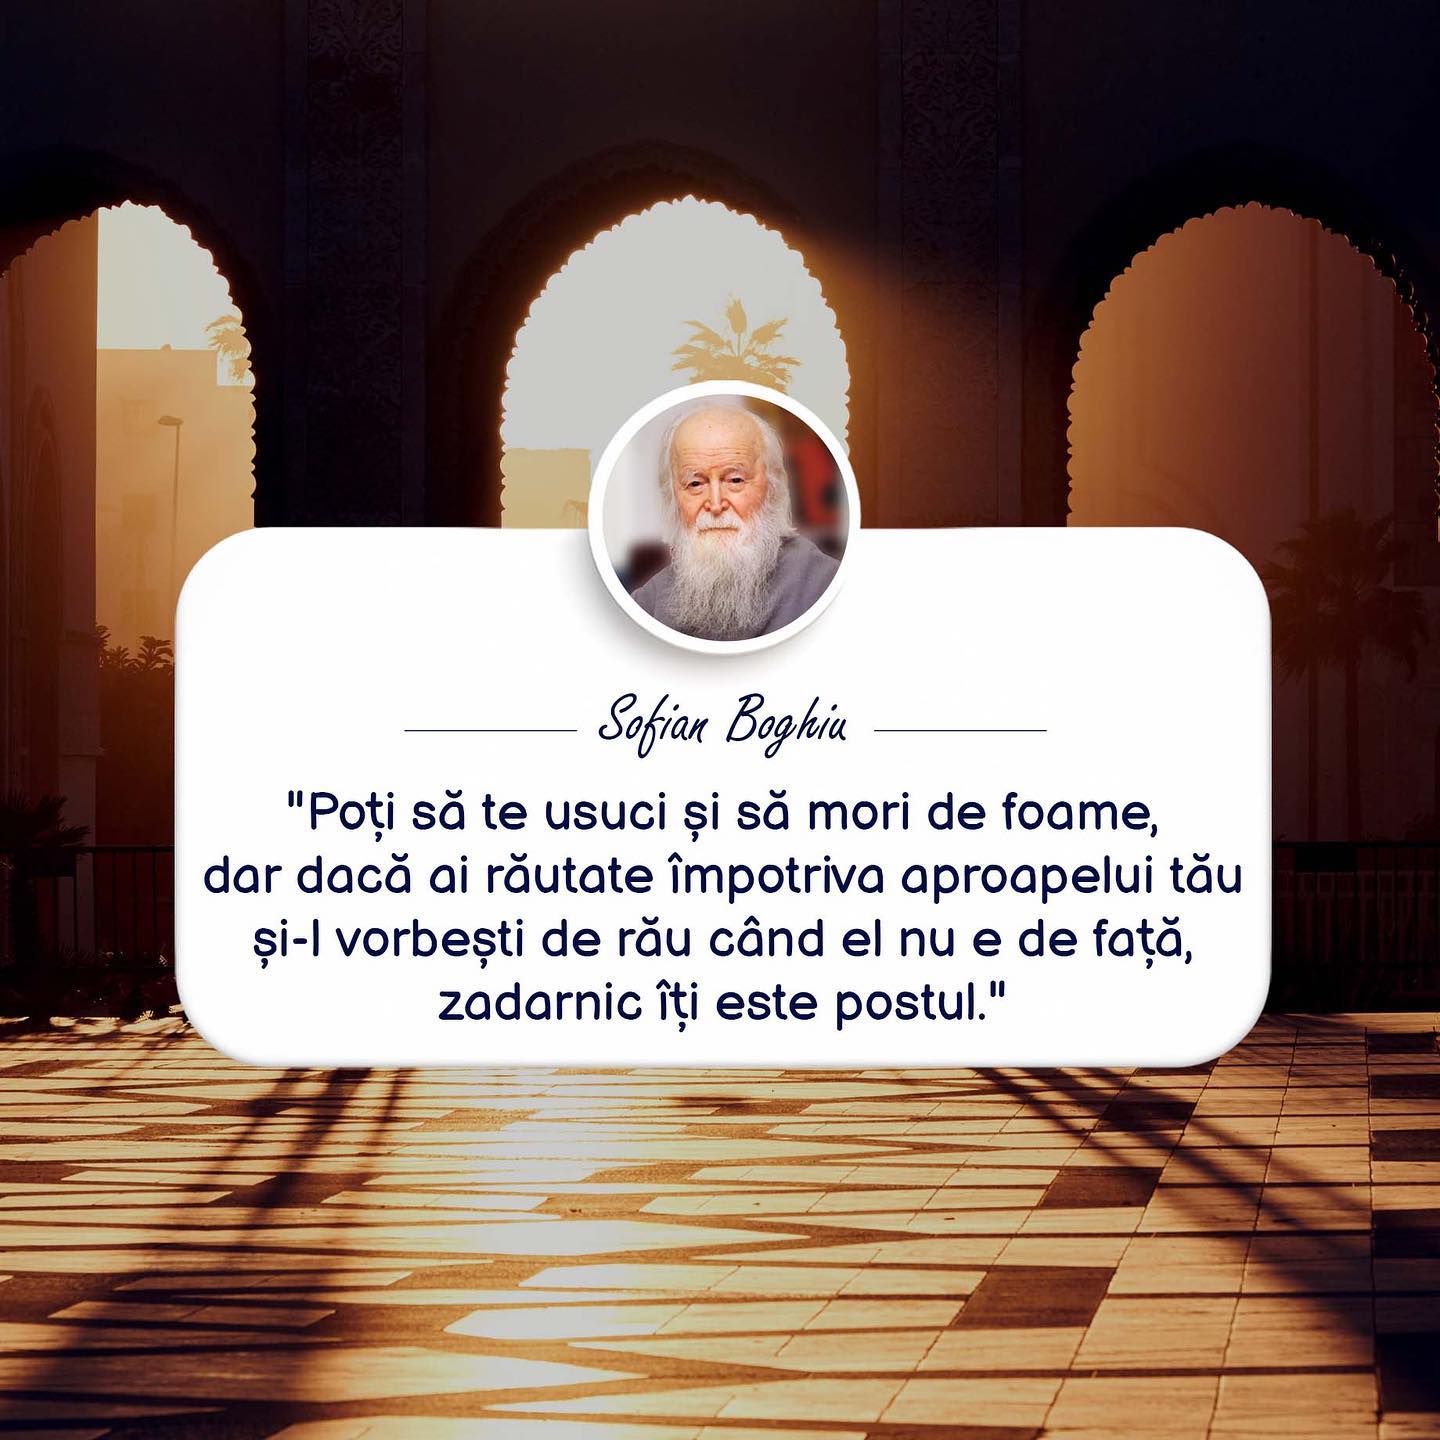 Sofian Boghiu
"Poți să te usuci și să mori de foame,
dar dacă ai răutate împotriva aproapelui tău
și-l vorbești de rău când el nu e de față,
zadarnic îți este postul."